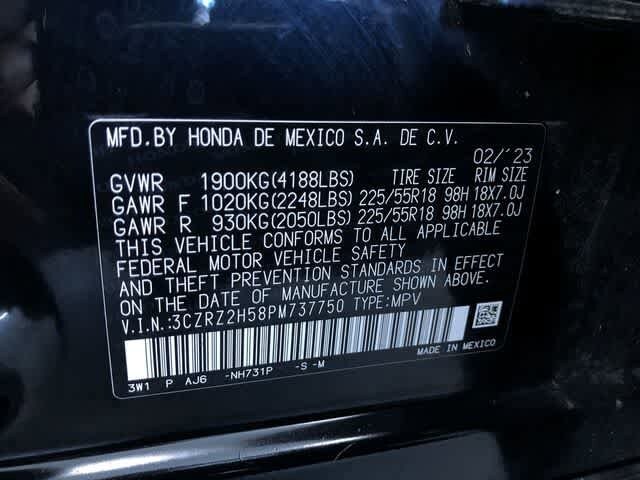 MFD.BY HONDA DE MEXICO S.A. DE C.V.
02/'23
GVWR 1900KG(4188LBS) TIRE SIZE RIM SIZE
GAWR F 1020KG(2248LBS) 225/55R18 98H 18X7.0J
GAWR R 930KG(2050LBS) 225/55R18 98H 18X7.0J
THIS VEHICLE CONFORMS TO ALL APPLICABLE
FEDERAL MOTOR VEHICLE SAFETY
AND THEFT PREVENTION STANDARDS IN EFFECT
ON THE DATE OF MANUFACTURE SHOWN ABOVE.
V.I.N.:3CZRZ2H58PM737750 TYPE:MPV
MADE IN MEXICO
3W1 P AJ6 -NH731P -S -M